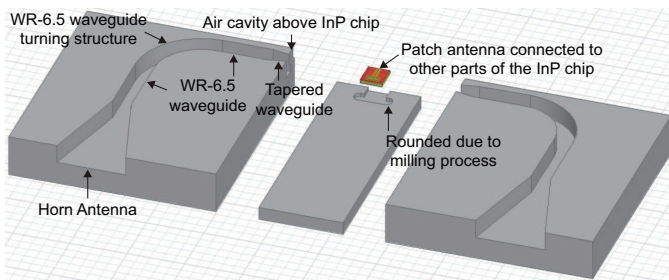 WR-6.5 waveguide
turning structure
Air cavity above InP chip
Patch antenna connected to
other parts of the InP chip
WR-6.5
waveguide
Tapered
waveguide
Rounded due to
milling process
Horn Antenna